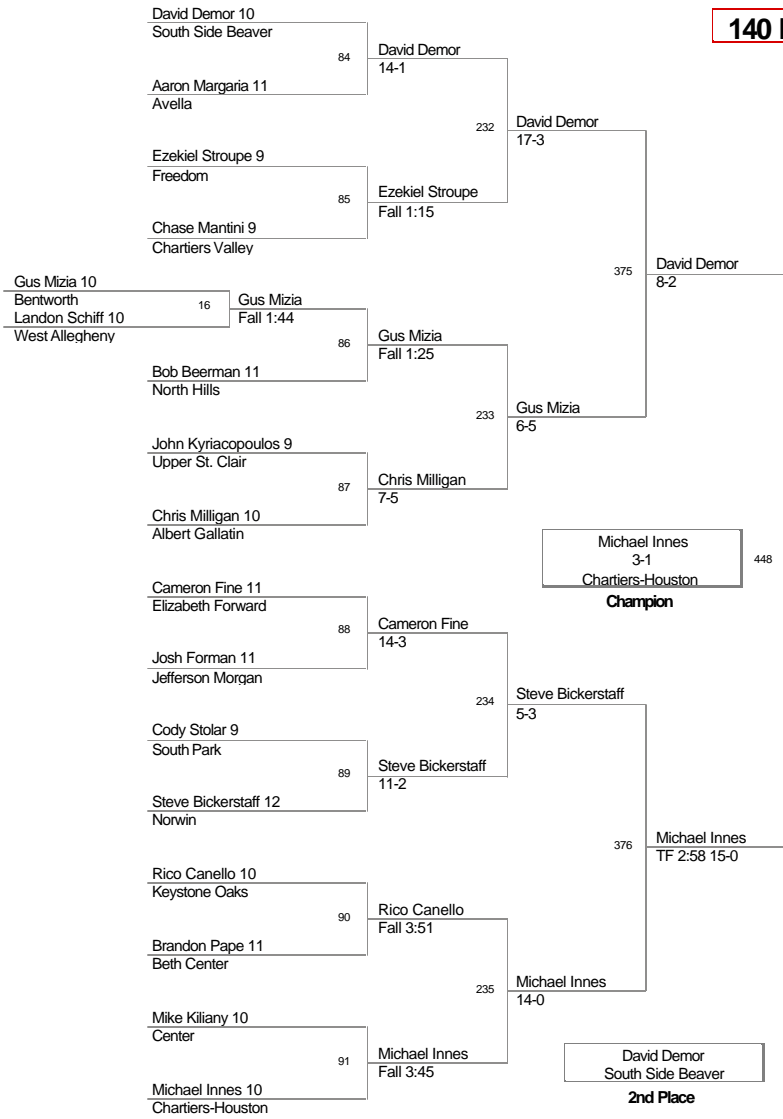 140 
David Demor 10
South Side Beaver
84
David Demor
14-1
Aaron Margaria 11
Avella
232
David Demor
17-3
Ezekiel Stroupe 9
Freedom
85
Ezekiel Stroupe
Fall 1:15
Chase Mantini 9
Chartiers Valley
375
David Demor
8-2
Gus Mizia 10
Bentworth
16
Gus Mizia
Fall 1:44
Landon Schiff 10
West Allegheny
86
Gus Mizia
Fall 1:25
Bob Beerman 11
North Hills
233
Gus Mizia
6-5
John Kyriacopoulos 9
Upper St. Clair
87
Chris Milligan
7-5
Chris Milligan 10
Albert Gallatin
Michael Innes
3-1
Chartiers-Houston
448
Champion
Cameron Fine 11
Elizabeth Forward
88
Cameron Fine
14-3
Josh Forman 11
Jefferson Morgan
234
Steve Bickerstaff
5-3
Cody Stolar 9
South Park
89
Steve Bickerstaff
11-2
Steve Bickerstaff 12
Norwin
376
Michael Innes
TF 2:58 15-0
Rico Canello 10
Keystone Oaks
90
Rico Canello
Fall 3:51
Brandon Pape 11
Beth Center
235
Michael Innes
14-0
Mike Kiliany 10
Center
91
Michael Innes
Fall 3:45
Michael Innes 10
Chartiers-Houston
David Demor
South Side Beaver
2nd Place